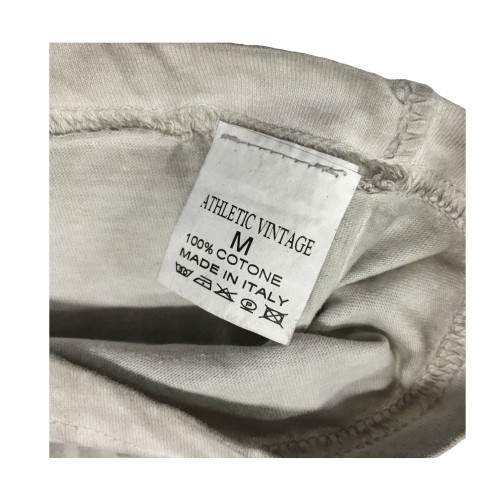 ATHLETIC VINTAGE
M
100% COTONE
MADE IN ITALY
P